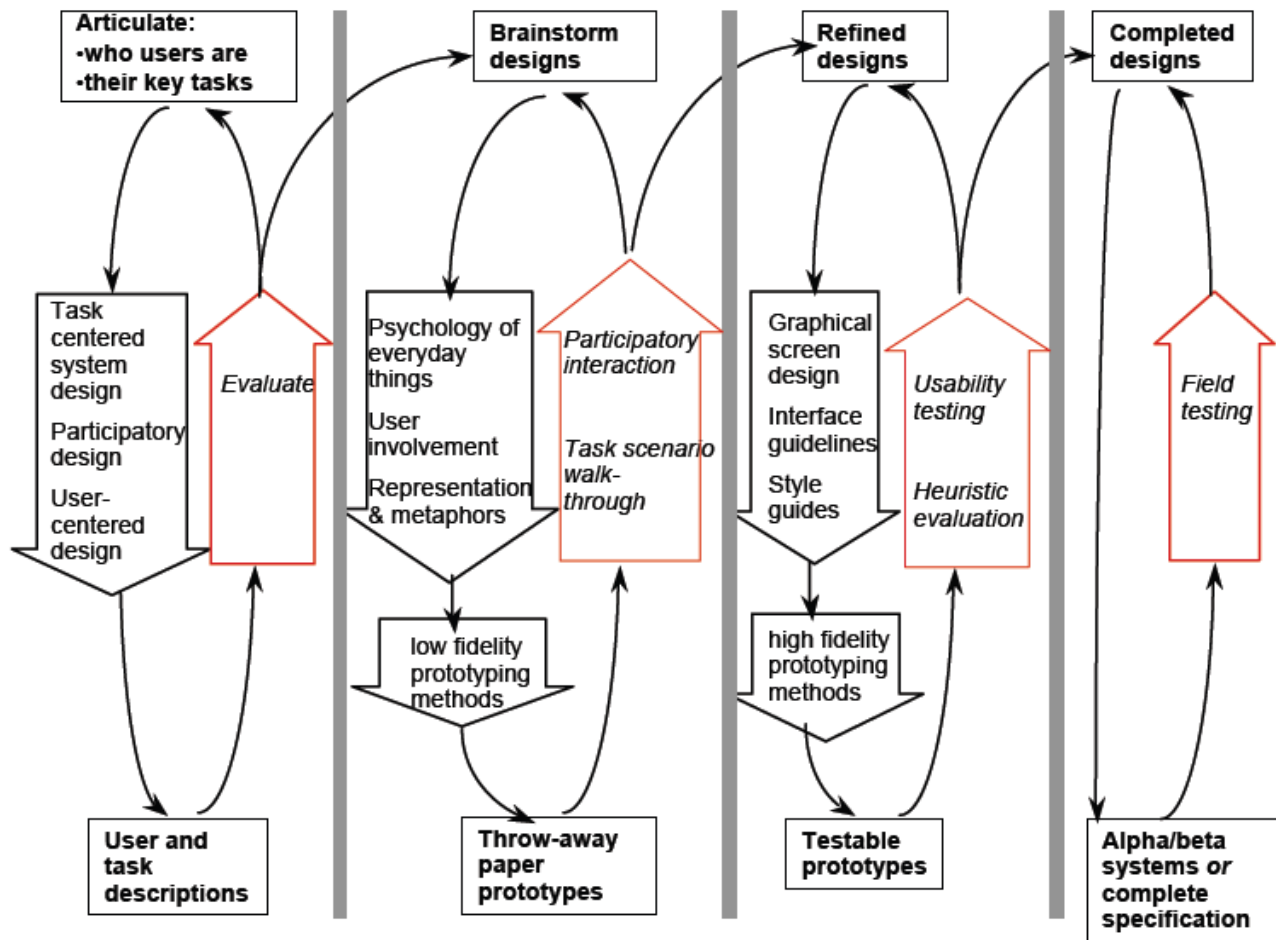 Articulate:
•who users are
•their key tasks
Task
centered
system
design
Participatory
design
User-
centered
design
Evaluate
User and
task
descriptions
Brainstorm
designs
Psychology of
everyday
things
User
involvement
Representation
& metaphors
low fidelity
prototyping
methods
Participatory
interaction
Task scenario
walk-
through
Throw-away
paper
prototypes
Refined
designs
Graphical
screen
design
Interface
guidelines
Style
guides
high fidelity
prototyping
methods
Usability
testing
Heuristic
evaluation
Testable
prototypes
Completed
designs
Field
testing
Alpha/beta
systems or
complete
specification